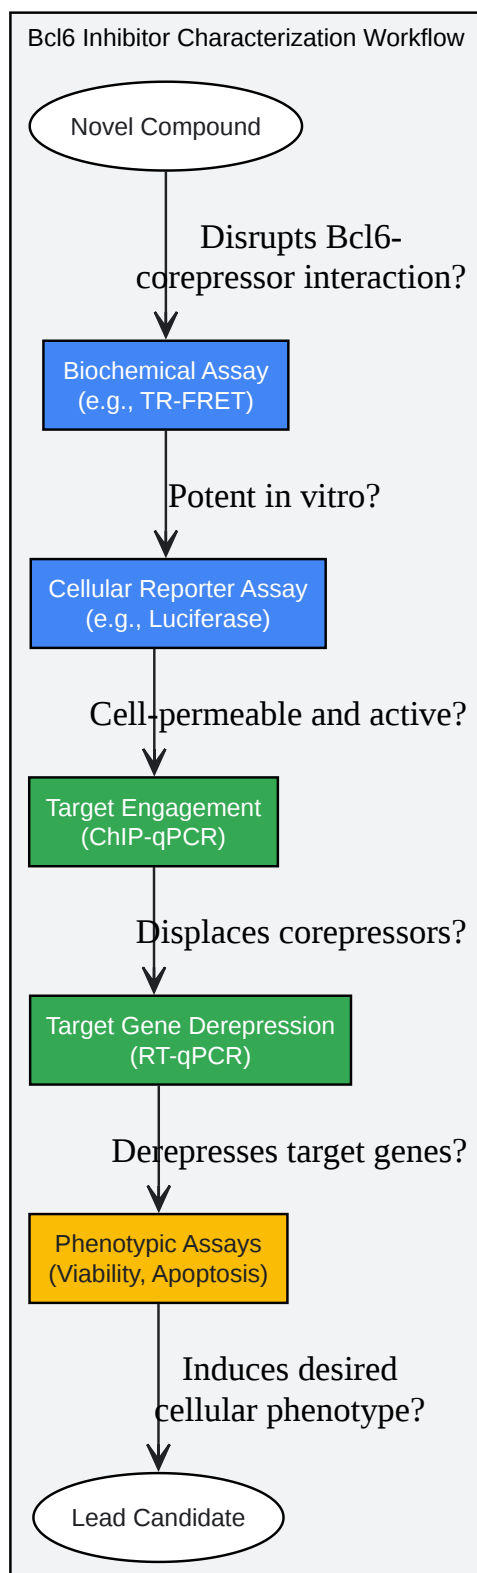 Bcl6 Inhibitor Characterization Workflow
Novel Compound
Disrupts Bcl6-
corepressor interaction?
Biochemical Assay
(e.g., TR-FRET)
Potent in vitro?
Cellular Reporter Assay
(e.g., Luciferase)
Cell-permeable and active?
Target Engagement
(ChIP-qPCR)
Displaces corepressors?
Target Gene Derepression
(RT-qPCR)
Derepresses target genes?
Phenotypic Assays
(Viability, Apoptosis)
Induces desired
cellular phenotype?
Lead Candidate